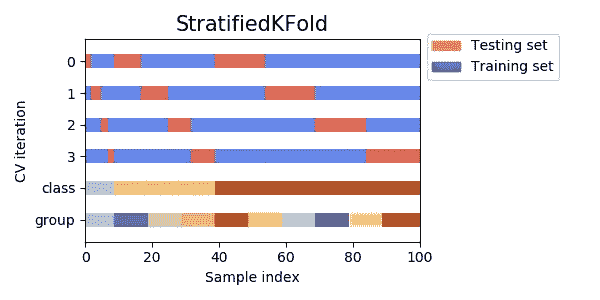 StratifiedKFold
Testing set
Training set
0
1
2
3
class
group
CV iteration
0 20 40 60 80 100
Sample index